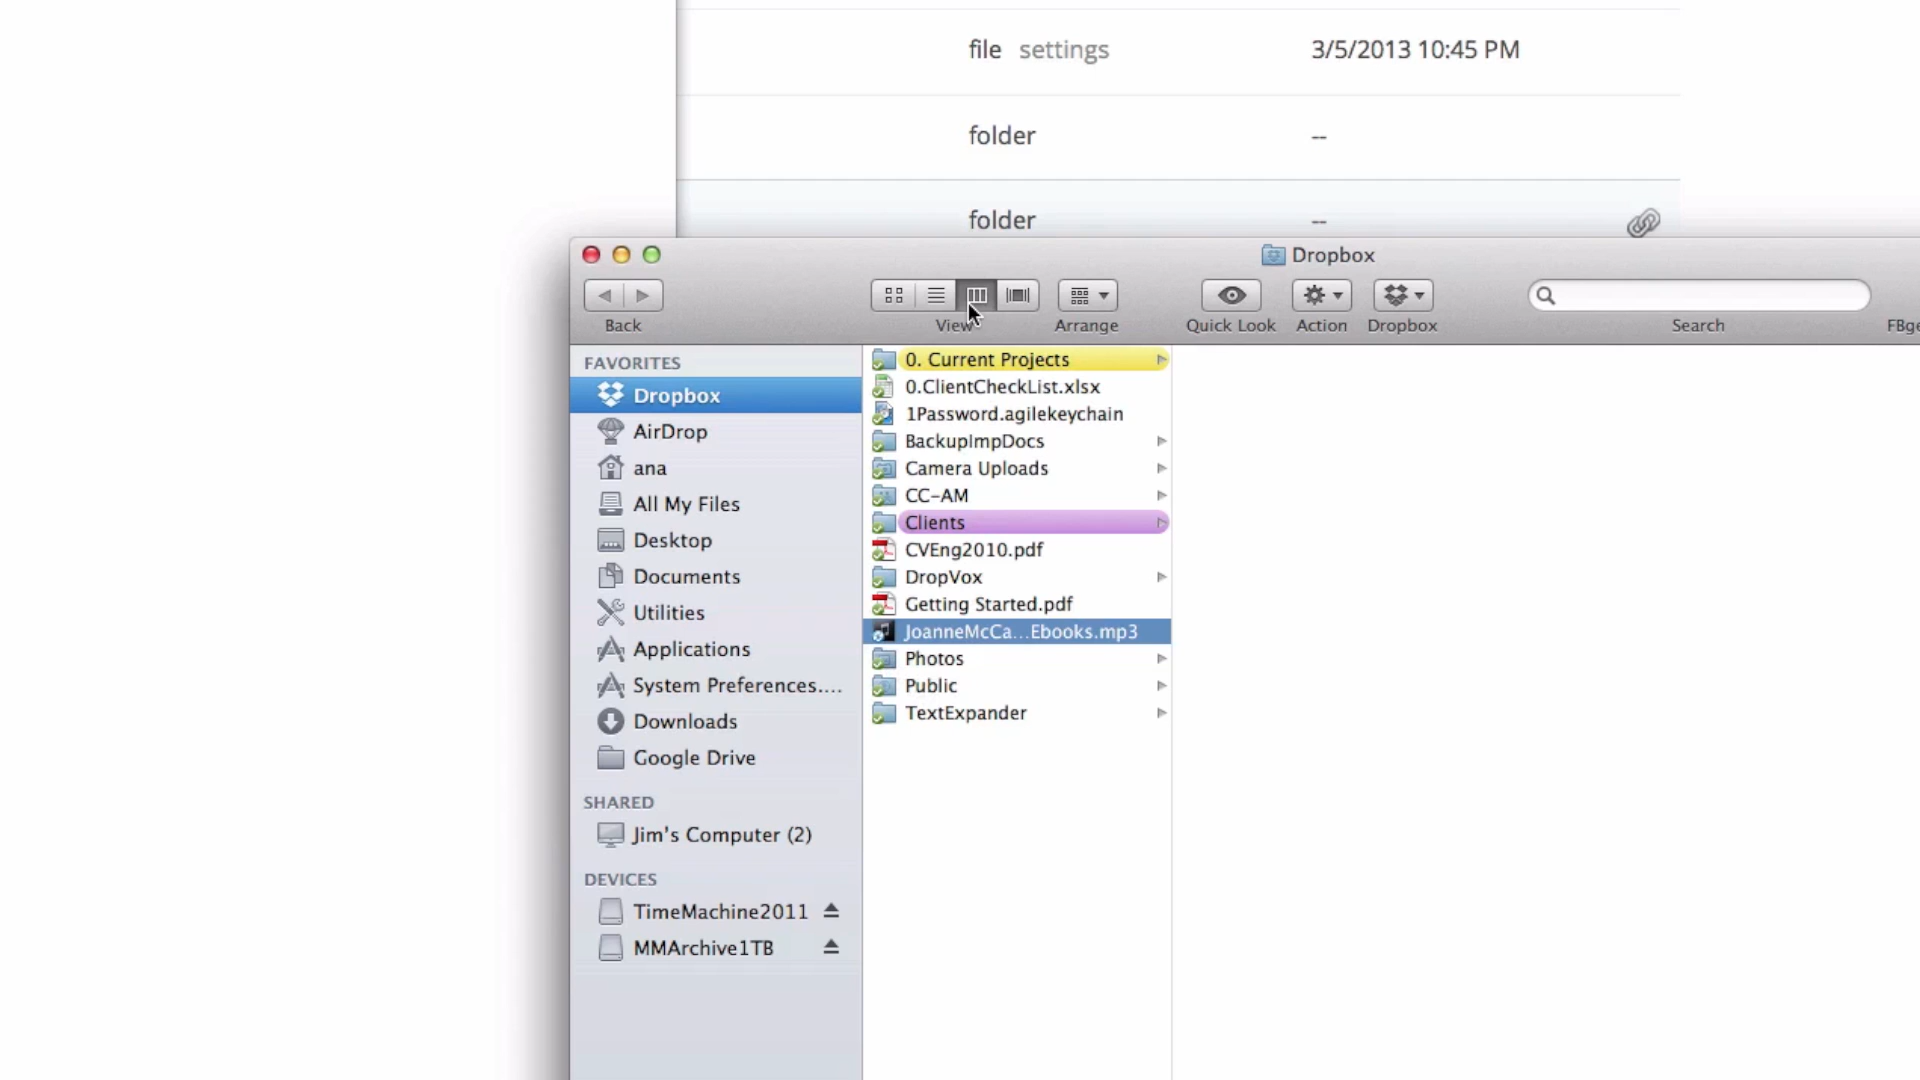 file settings 3/5/2013 10:45 PM
folder --
folder --
Dropbox
Back View Arrange Quick Look Action Dropbox Search FBge
FAVORITES
Dropbox
AirDrop
ana
All My Files
Desktop
Documents
Utilities
Applications
System Preferences....
Downloads
Google Drive
SHARED
Jim's Computer (2)
DEVICES
TimeMachine2011
MMArchive1TB
0. Current Projects
0.ClientCheckList.xlsx
1Password.agilekeychain
BackupImpDocs
Camera Uploads
CC-AM
Clients
CVEng2010.pdf
DropVox
Getting Started.pdf
JoanneMcCa...Ebooks.mp3
Photos
Public
TextExpander